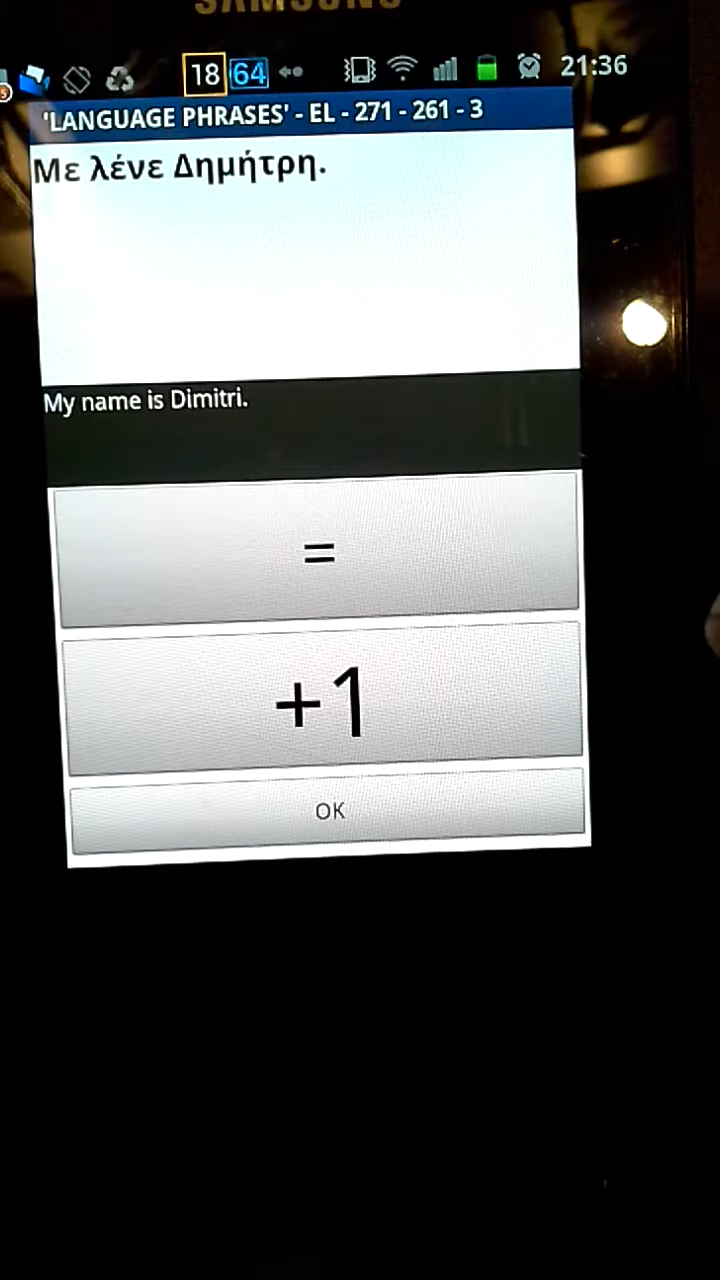 SAMSUNG
18 64 21:36
'LANGUAGE PHRASES' - EL - 271 - 261 - 3
Με λένε Δημήτρη.
My name is Dimitri.
=
+1
OK